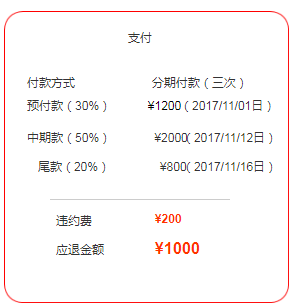 支付
付款方式 分期付款（三次）
预付款（30%） ¥1200（2017/11/01日）
中期款（50%） ¥2000( 2017/11/12日）
尾款（20%） ¥800( 2017/11/16日）
违约费 ¥200
应退金额 ¥1000